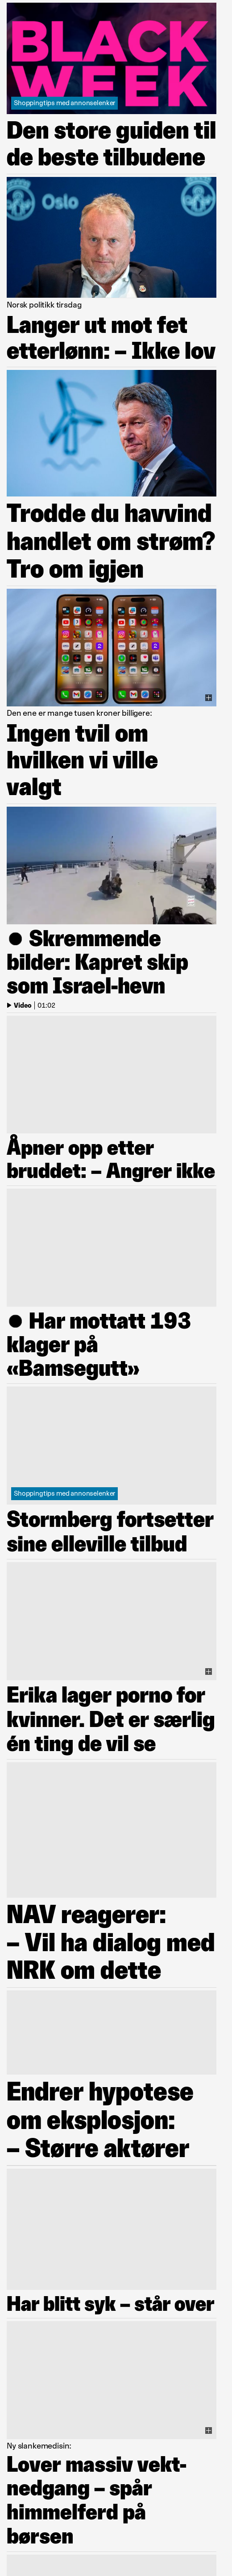 BLACK
WEEK
Shoppingtips med annonselenker
Den store guiden til
de beste tilbudene
Oslo
Norsk politikk tirsdag
Langer ut mot fet
etterlønn: – Ikke lov
Trodde du havvind
handlet om strøm?
Tro om igjen
Den ene er mange tusen kroner billigere:
Ingen tvil om
hvilken vi ville
valgt
● Skremmende
bilder: Kapret skip
som Israel-hevn
Video | 01:02
Åpner opp etter
bruddet: – Angrer ikke
● Har mottatt 193
klager på
«Bamsegutt»
Shoppingtips med annonselenker
Stormberg fortsetter
sine elleville tilbud
Erika lager porno for
kvinner. Det er særlig
én ting de vil se
NAV reagerer:
– Vil ha dialog med
NRK om dette
Endrer hypotese
om eksplosjon:
– Større aktører
Har blitt syk – står over
Ny slankemedisin:
Lover massiv vekt-
nedgang – spår
himmelferd på
børsen